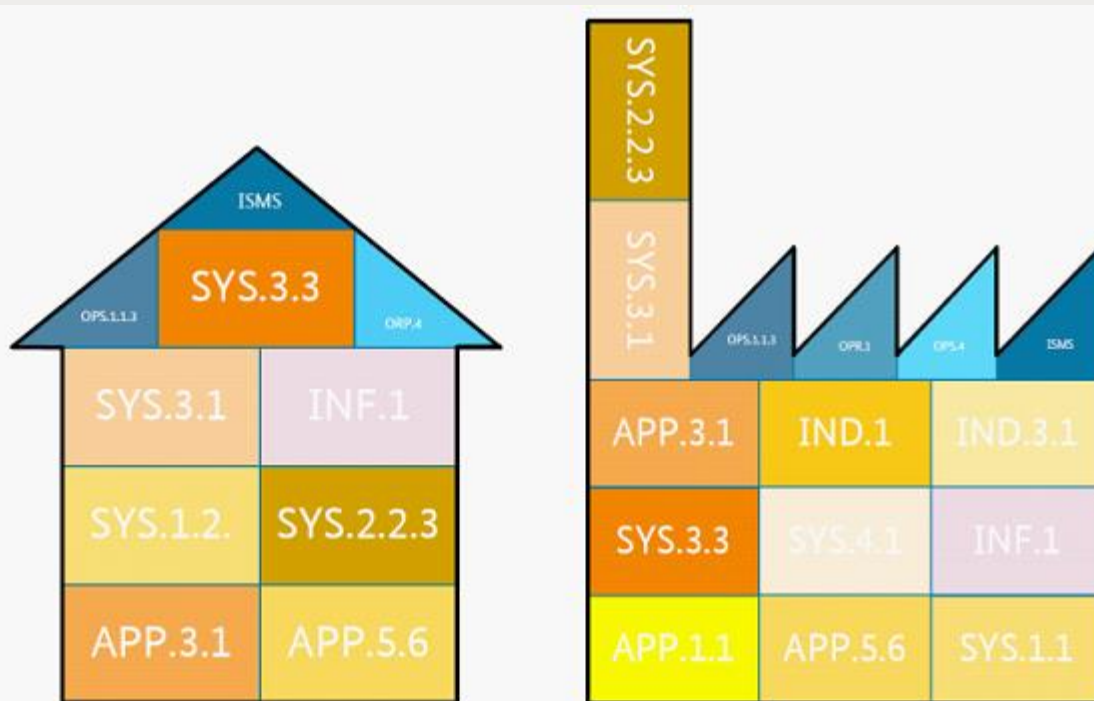 ISMS
OPS.1.1.3
SYS.3.3
ORP.4
SYS.3.1
INF.1
SYS.1.2.
SYS.2.2.3
APP.3.1
APP.5.6
SYS.2.2.3
SYS.3.1
OPS.1.1.3
OPR.1
OPS.4
ISMS
APP.3.1
IND.1
IND.3.1
SYS.3.3
SYS.4.1
INF.1
APP.1.1
APP.5.6
SYS.1.1